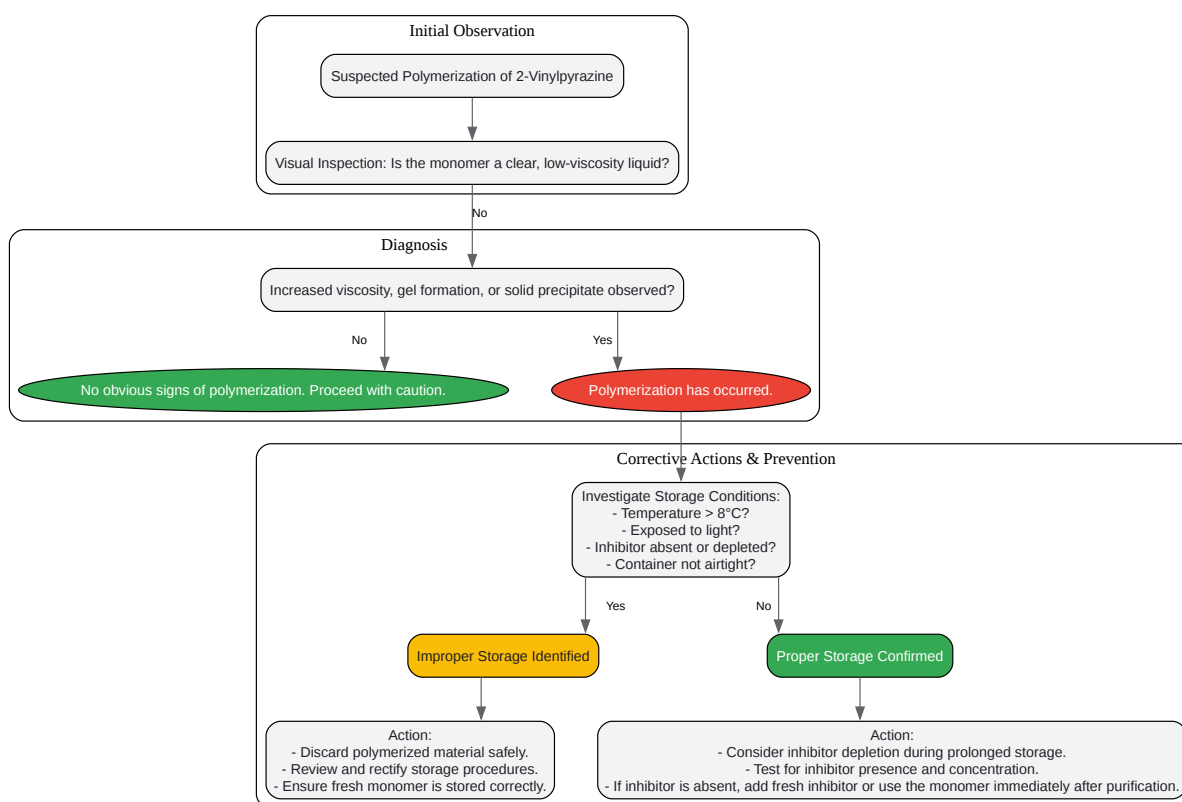 Initial Observation
Suspected Polymerization of 2-Vinylpyrazine
Visual Inspection: Is the monomer a clear, low-viscosity liquid?
No
Diagnosis
Increased viscosity, gel formation, or solid precipitate observed?
No
Yes
No obvious signs of polymerization. Proceed with caution.
Polymerization has occurred.
Corrective Actions & Prevention
Investigate Storage Conditions:
- Temperature > 8°C?
- Exposed to light?
- Inhibitor absent or depleted?
- Container not airtight?
Yes
No
Improper Storage Identified
Proper Storage Confirmed
Action:
- Discard polymerized material safely.
- Review and rectify storage procedures.
- Ensure fresh monomer is stored correctly.
Action:
- Consider inhibitor depletion during prolonged storage.
- Test for inhibitor presence and concentration.
- If inhibitor is absent, add fresh inhibitor or use the monomer immediately after purification.